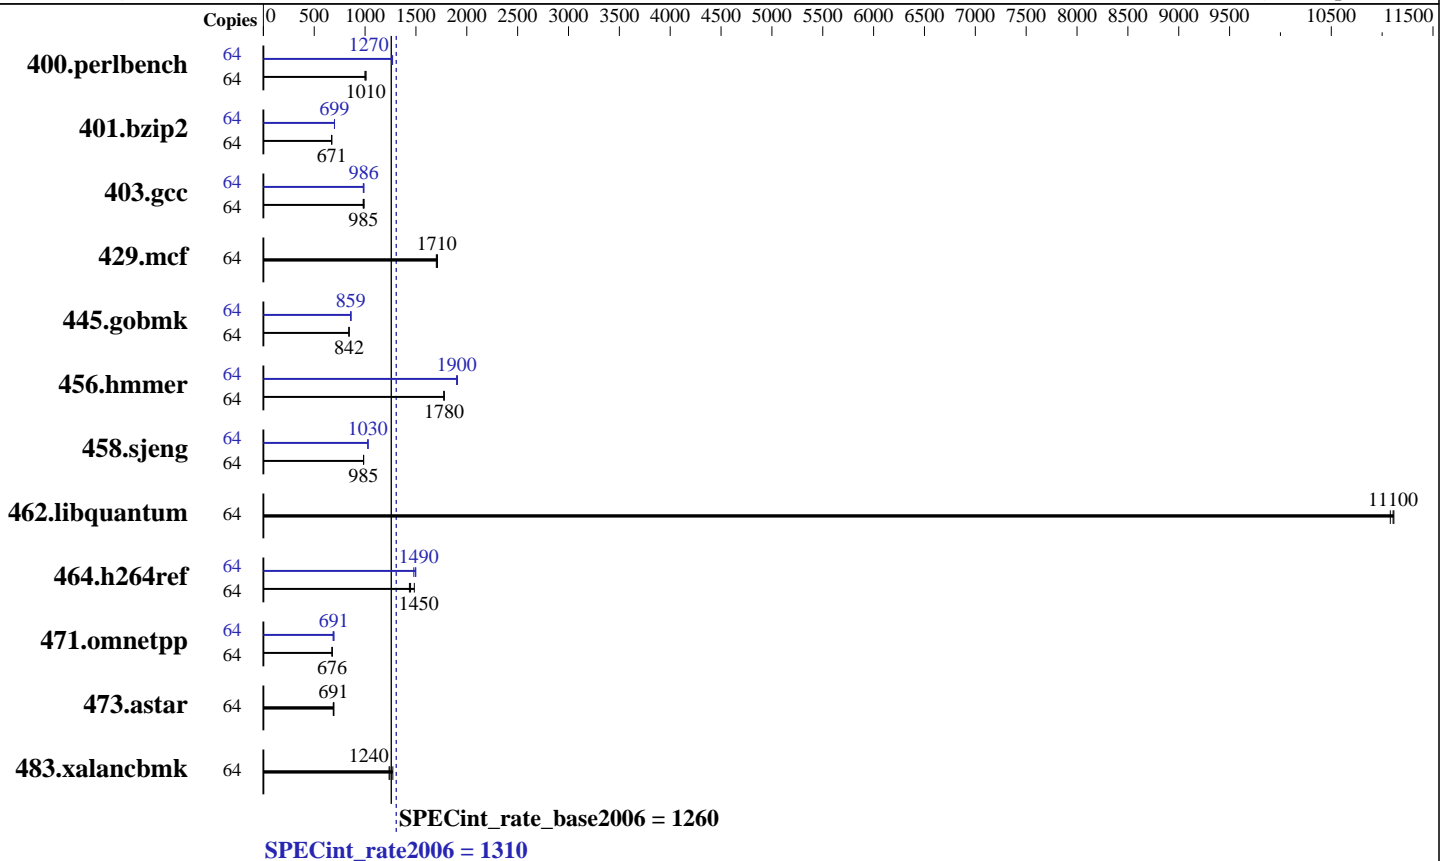 Copies 0 500 1000 1500 2000 2500 3000 3500 4000 4500 5000 5500 6000 6500 7000 7500 8000 8500 9000 9500 10500 11500
400.perlbench 64 1270
64 1010
401.bzip2 64 699
64 671
403.gcc 64 986
64 985
429.mcf 64 1710
445.gobmk 64 859
64 842
456.hmmer 64 1900
64 1780
458.sjeng 64 1030
64 985
462.libquantum 64 11100
464.h264ref 64 1490
64 1450
471.omnetpp 64 691
64 676
473.astar 64 691
483.xalancbmk 64 1240
SPECint_rate_base2006 = 1260
SPECint_rate2006 = 1310